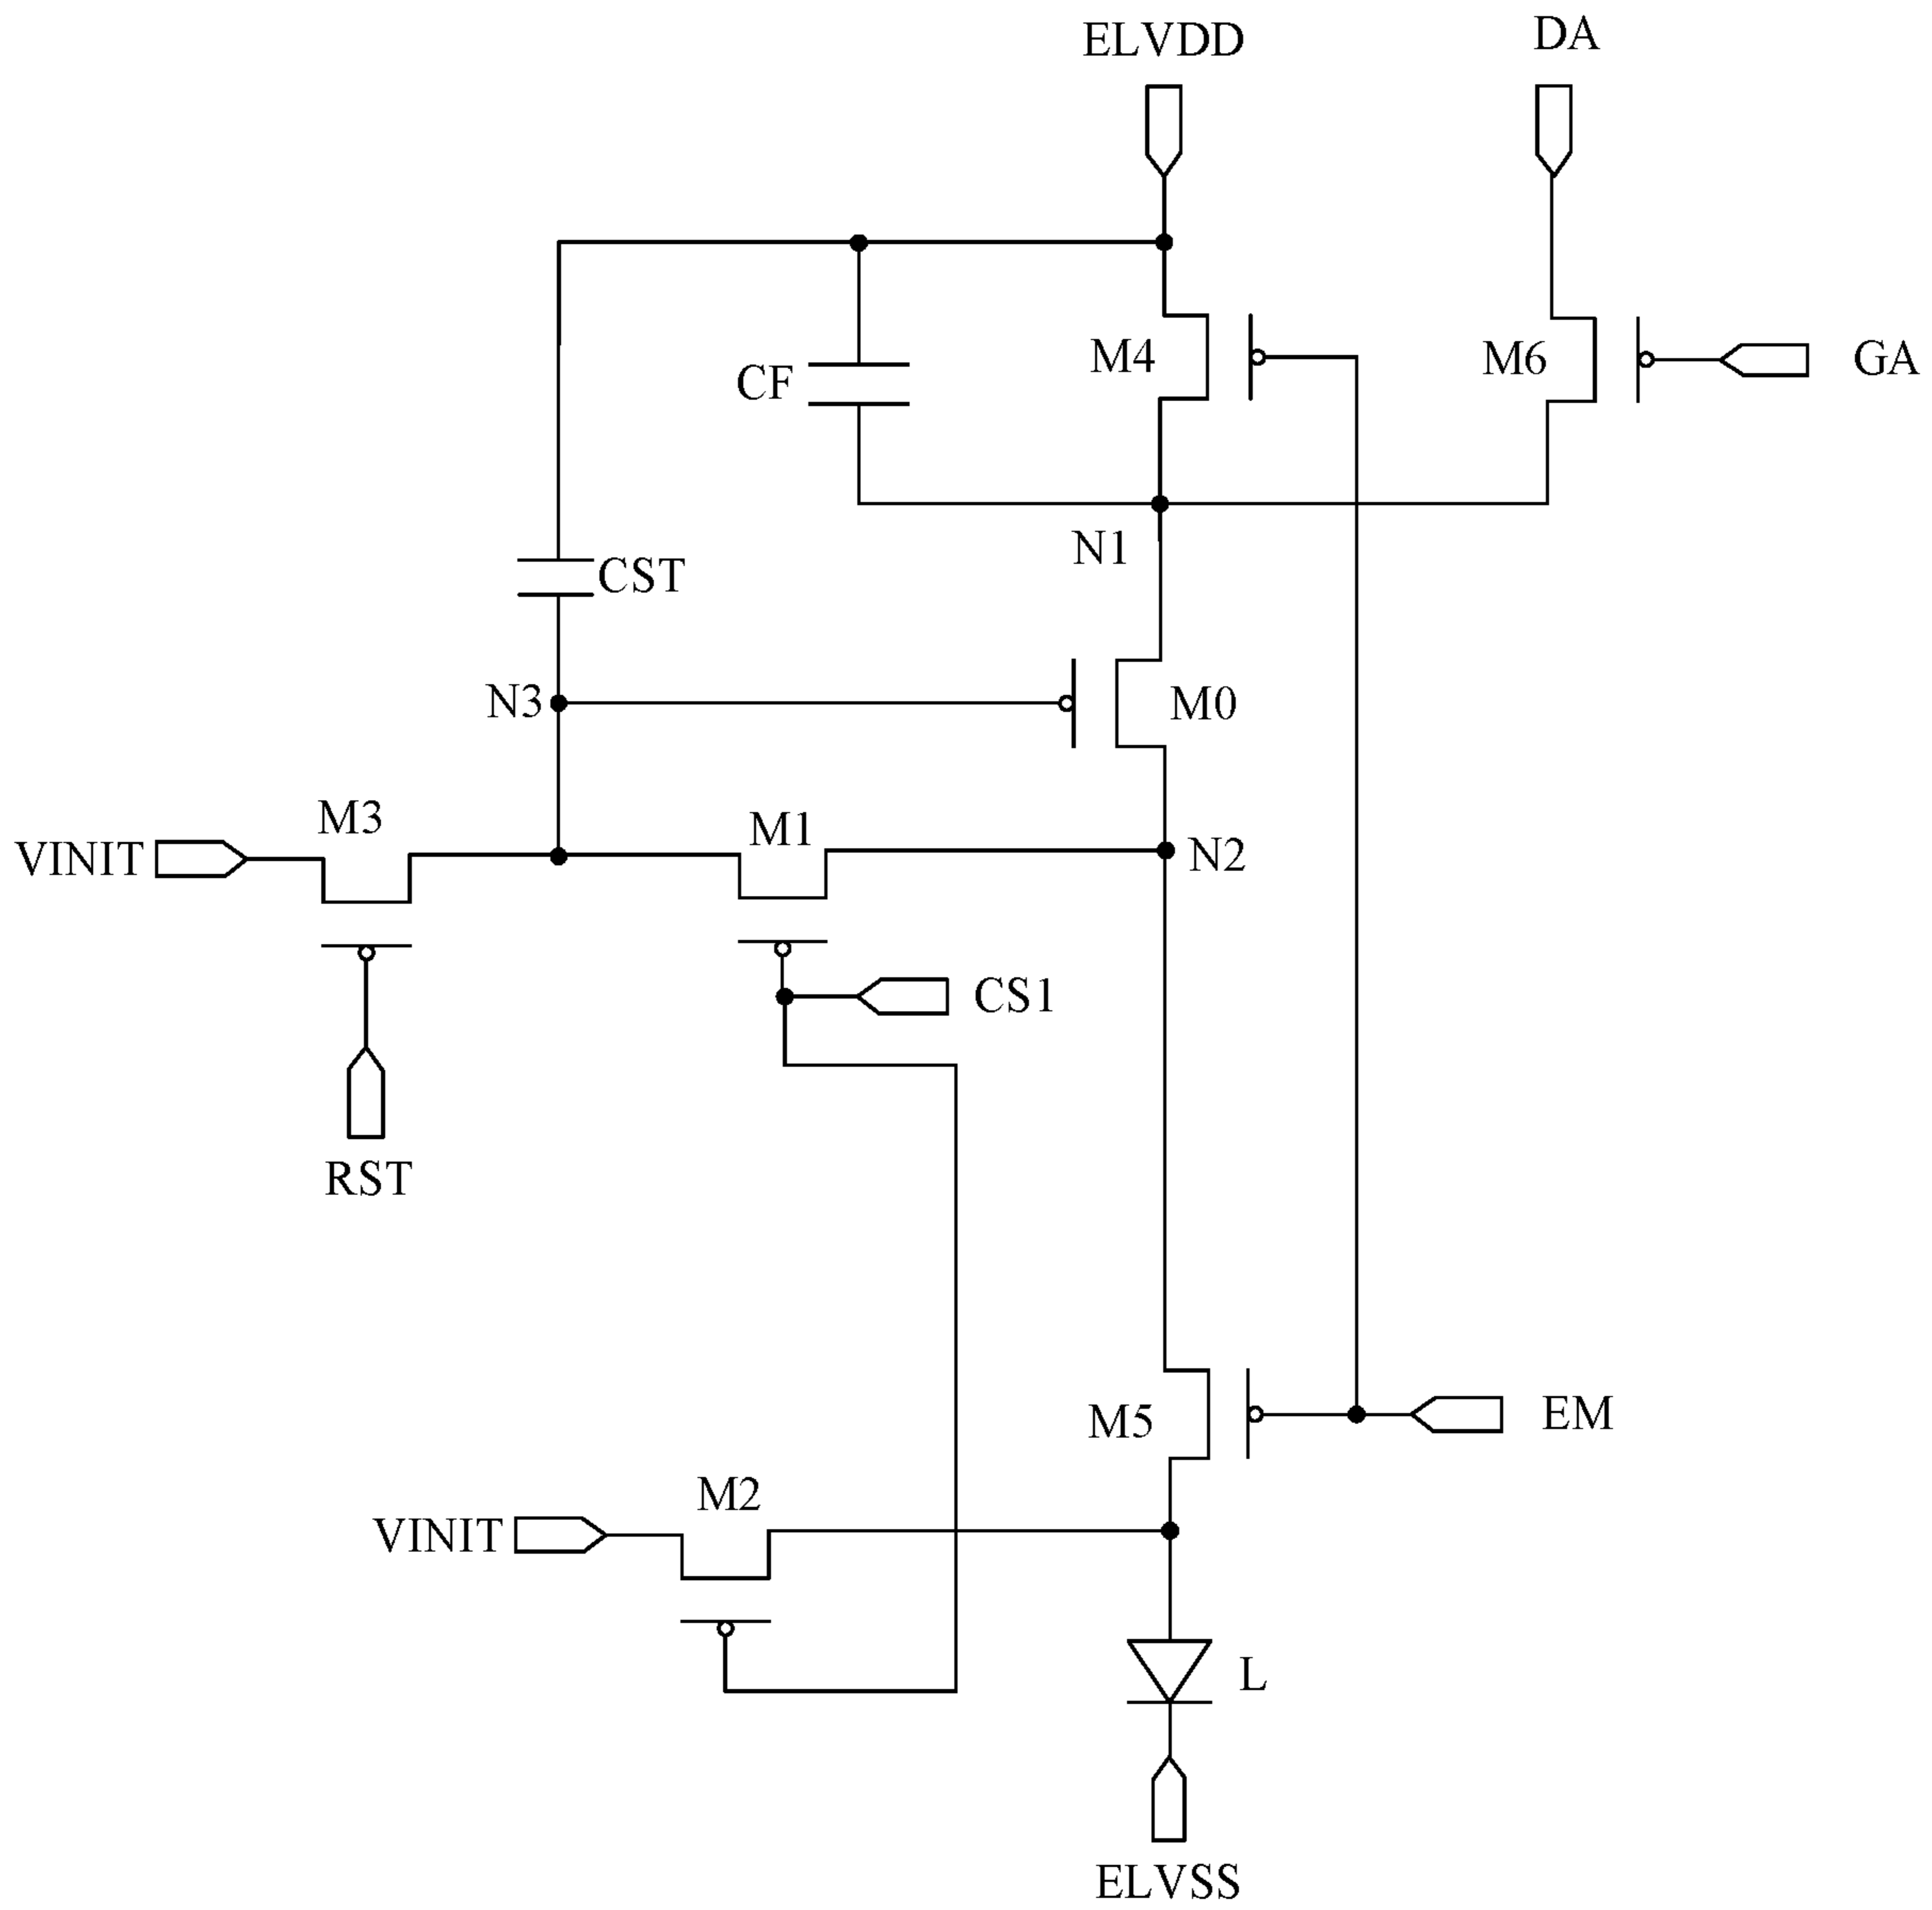 ELVDD
DA
M4
M6
GA
CF
N1
CST
N3
M0
M3
M1
VINIT
N2
CS1
RST
M5
EM
M2
VINIT
L
ELVSS